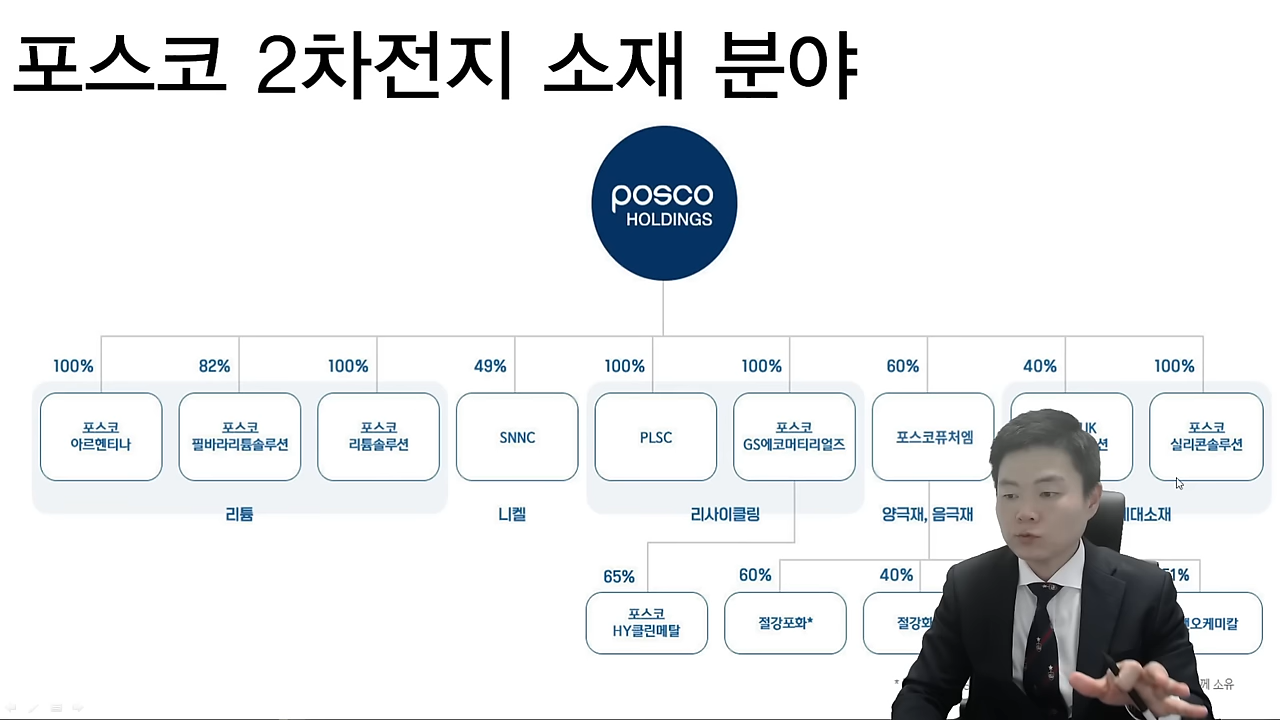 포스코 2차전지 소재 분야
posco
HOLDINGS
100% 82% 100% 49% 100% 100% 60% 40% 100%
포스코
아르헨티나
포스코
필바라리튬솔루션
포스코
리튬솔루션
SNNC
PLSC
포스코
GS에코머티리얼즈
포스코퓨처엠
포스코
실리콘솔루션
리튬
니켈
리사이클링
양극재, 음극재
65% 60% 40%
포스코
HY클린메탈
절강포화*
소유